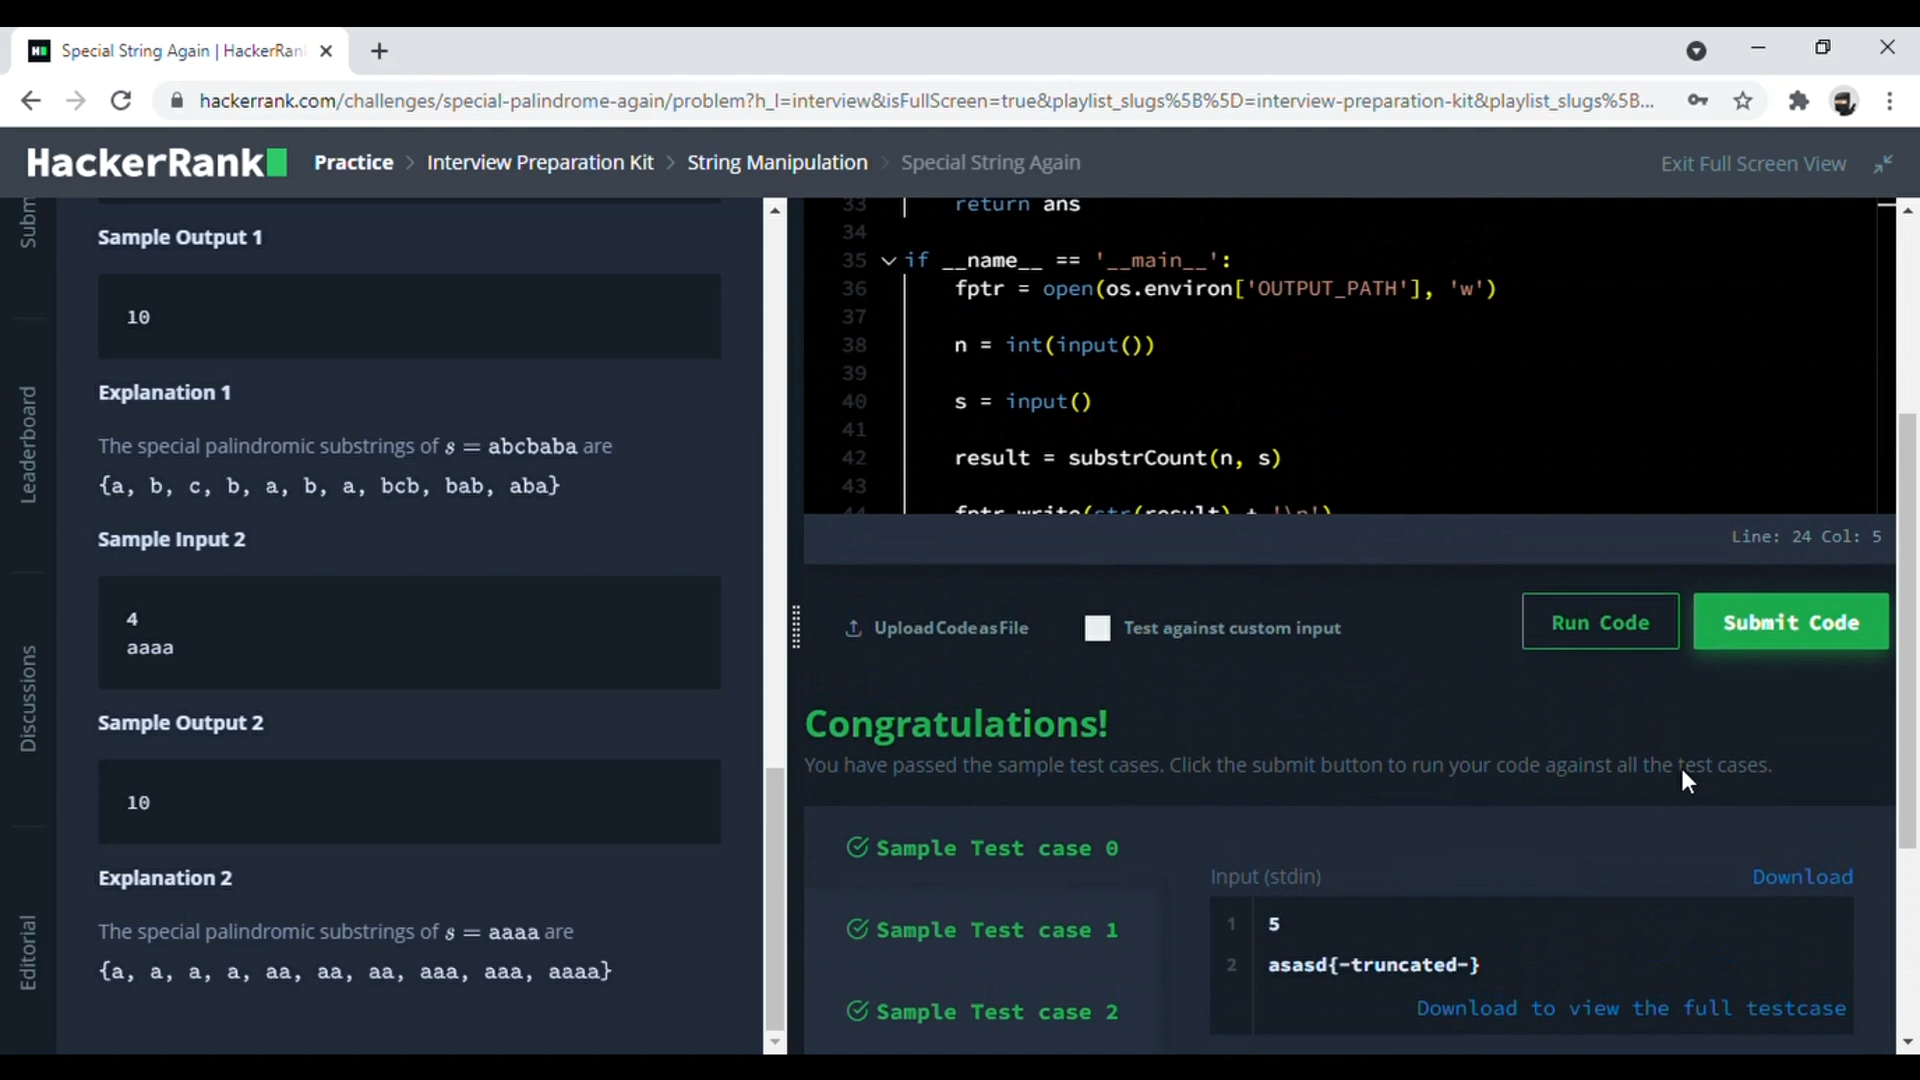 Special String Again | HackerRan
hackerrank.com/challenges/special-palindrome-again/problem?h_l=interview&isFullScreen=true&playlist_slugs%5B%5D=interview-preparation-kit&playlist_slugs%5B...
HackerRank
Practice > Interview Preparation Kit > String Manipulation > Special String Again
Exit Full Screen View
Subm
Leaderboard
Discussions
Editorial
Sample Output 1
10
Explanation 1
The special palindromic substrings of s = abcbaba are
{a, b, c, b, a, b, a, bcb, bab, aba}
Sample Input 2
4
aaaa
Sample Output 2
10
Explanation 2
The special palindromic substrings of s = aaaa are
{a, a, a, a, aa, aa, aa, aaa, aaa, aaaa}
33 return ans
34
35 if __name__ == '__main__':
36 fptr = open(os.environ['OUTPUT_PATH'], 'w')
37
38 n = int(input())
39
40 s = input()
41
42 result = substrCount(n, s)
43
44 fptr.write(str(result) + '\n')
Line: 24 Col: 5
Upload Code as File
Test against custom input
Run Code
Submit Code
Congratulations!
You have passed the sample test cases. Click the submit button to run your code against all the test cases.
Sample Test case 0
Sample Test case 1
Sample Test case 2
Input (stdin)
Download
1 5
2 asasd{-truncated-}
Download to view the full testcase